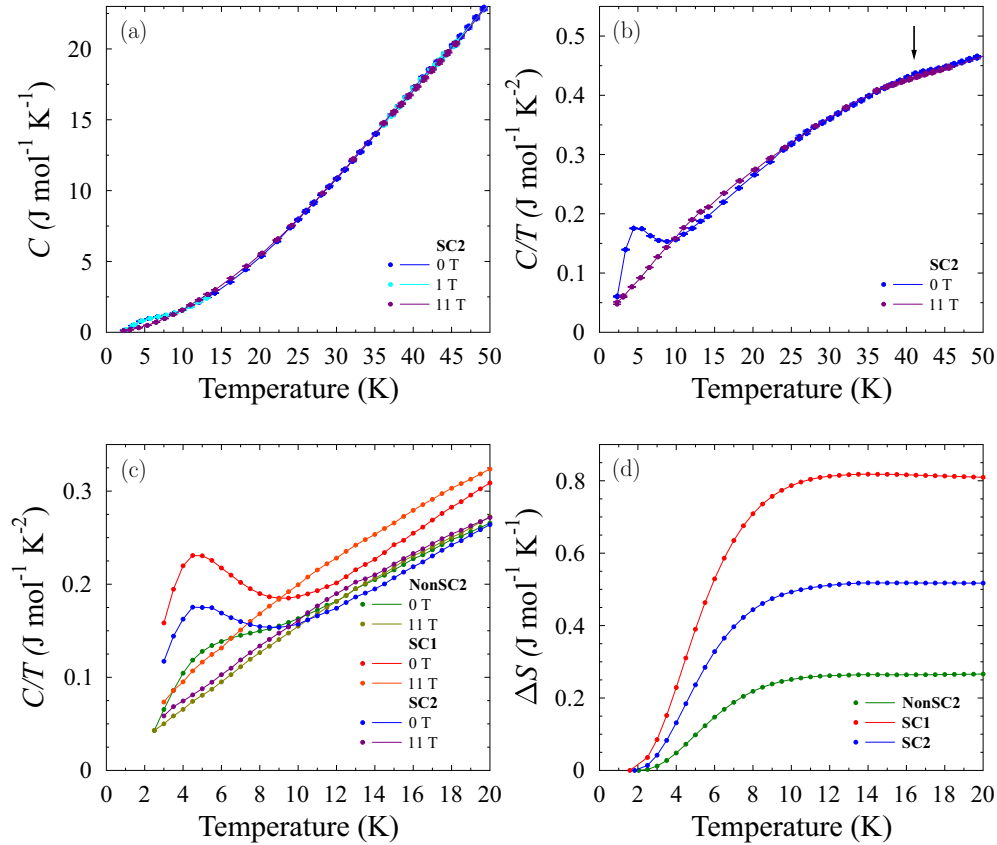 (a)
C (J mol⁻¹ K⁻¹)
20
15
10
5
0
SC2
0 T
1 T
11 T
0 5 10 15 20 25 30 35 40 45 50
Temperature (K)
(b)
C/T (J mol⁻¹ K⁻²)
0.5
0.4
0.3
0.2
0.1
0
SC2
0 T
11 T
0 5 10 15 20 25 30 35 40 45 50
Temperature (K)
(c)
C/T (J mol⁻¹ K⁻²)
0.3
0.2
0.1
0
NonSC2
0 T
11 T
SC1
0 T
11 T
SC2
0 T
11 T
0 2 4 6 8 10 12 14 16 18 20
Temperature (K)
(d)
ΔS (J mol⁻¹ K⁻¹)
0.8
0.6
0.4
0.2
0
NonSC2
SC1
SC2
0 2 4 6 8 10 12 14 16 18 20
Temperature (K)